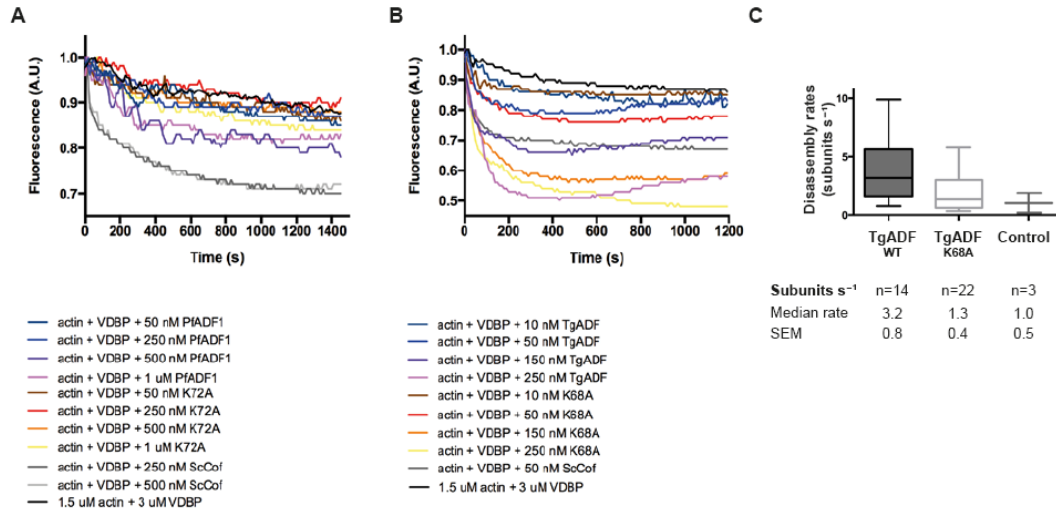 A
B
C
Fluorescence (A.U.)
1.0
0.9
0.8
0.7
0 200 400 600 800 1000 1200 1400
Time (s)
Fluorescence (A.U.)
1.0
0.9
0.8
0.7
0.6
0.5
0 200 400 600 800 1000 1200
Time (s)
Disassembly rates
(subunits s⁻¹)
10
5
0
TgADF TgADF Control
WT K68A
Subunits s⁻¹ n=14 n=22 n=3
Median rate 3.2 1.3 1.0
SEM 0.8 0.4 0.5
actin + VDBP + 50 nM PfADF1
actin + VDBP + 250 nM PfADF1
actin + VDBP + 500 nM PfADF1
actin + VDBP + 1 uM PfADF1
actin + VDBP + 50 nM K72A
actin + VDBP + 250 nM K72A
actin + VDBP + 500 nM K72A
actin + VDBP + 1 uM K72A
actin + VDBP + 250 nM ScCof
actin + VDBP + 500 nM ScCof
1.5 uM actin + 3 uM VDBP
actin + VDBP + 10 nM TgADF
actin + VDBP + 50 nM TgADF
actin + VDBP + 150 nM TgADF
actin + VDBP + 250 nM TgADF
actin + VDBP + 10 nM K68A
actin + VDBP + 50 nM K68A
actin + VDBP + 150 nM K68A
actin + VDBP + 250 nM K68A
actin + VDBP + 50 nM ScCof
1.5 uM actin + 3 uM VDBP